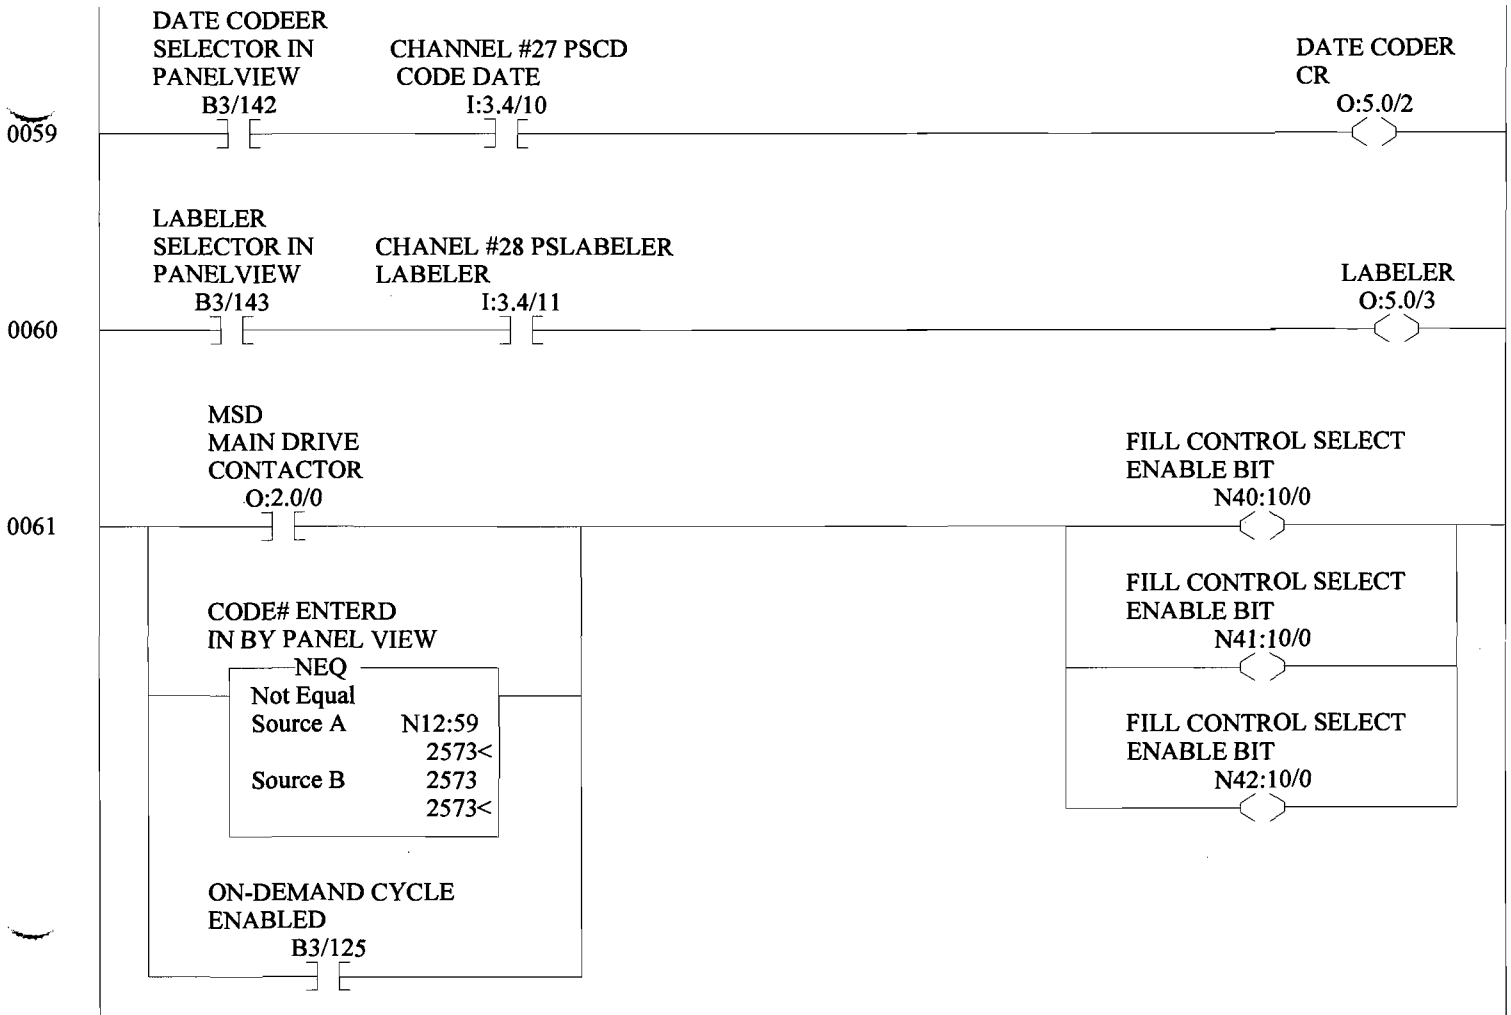 DATE CODEER
SELECTOR IN
PANELVIEW
B3/142
CHANNEL #27 PSCD
CODE DATE
I:3.4/10
DATE CODER
CR
O:5.0/2
0059
LABELER
SELECTOR IN
PANELVIEW
B3/143
CHANEL #28 PSLABELER
LABELER
I:3.4/11
LABELER
O:5.0/3
0060
MSD
MAIN DRIVE
CONTACTOR
O:2.0/0
FILL CONTROL SELECT
ENABLE BIT
N40:10/0
0061
CODE# ENTERD
IN BY PANEL VIEW
NEQ
Not Equal
Source A N12:59
2573<
Source B 2573
2573<
FILL CONTROL SELECT
ENABLE BIT
N41:10/0
FILL CONTROL SELECT
ENABLE BIT
N42:10/0
ON-DEMAND CYCLE
ENABLED
B3/125